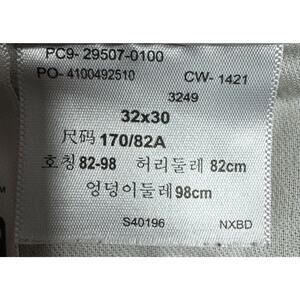 PC9- 29507-0100
PO- 4100492510 CW- 1421
3249
32x30
尺码 170/82A
호칭 82-98 허리둘레 82cm
엉덩이둘레 98cm
S40196 NXBD